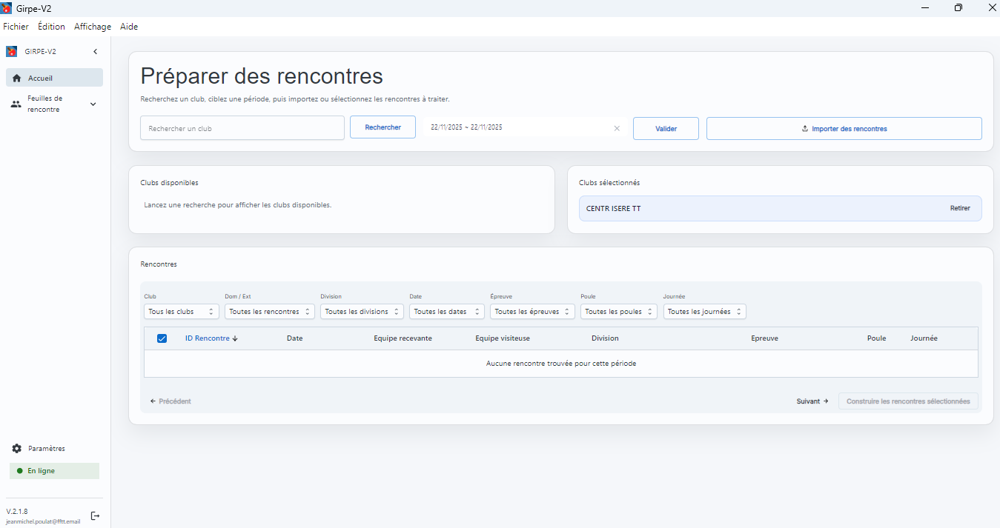 Girpe-V2
Fichier Édition Affichage Aide
GIRPE-V2
Accueil
Feuilles de
rencontre
Préparer des rencontres
Recherchez un club, ciblez une période, puis importez ou sélectionnez les rencontres à traiter.
Rechercher un club
Rechercher
22/11/2025 ~ 22/11/2025
Valider
Importer des rencontres
Clubs disponibles
Lancez une recherche pour afficher les clubs disponibles.
Clubs sélectionnés
CENTR ISERE TT
Retirer
Rencontres
Club Dom / Ext Division Date Épreuve Poule Journée
Tous les clubs Toutes les rencontres Toutes les divisions Toutes les dates Toutes les épreuves Toutes les poules Toutes les journées
ID Rencontre Date Equipe recevante Equipe visiteuse Division Epreuve Poule Journée
Aucune rencontre trouvée pour cette période
Précédent
Suivant
Construire les rencontres sélectionnées
Paramètres
En ligne
V.2.1.8
jeanmichel.poulat@fftt.email